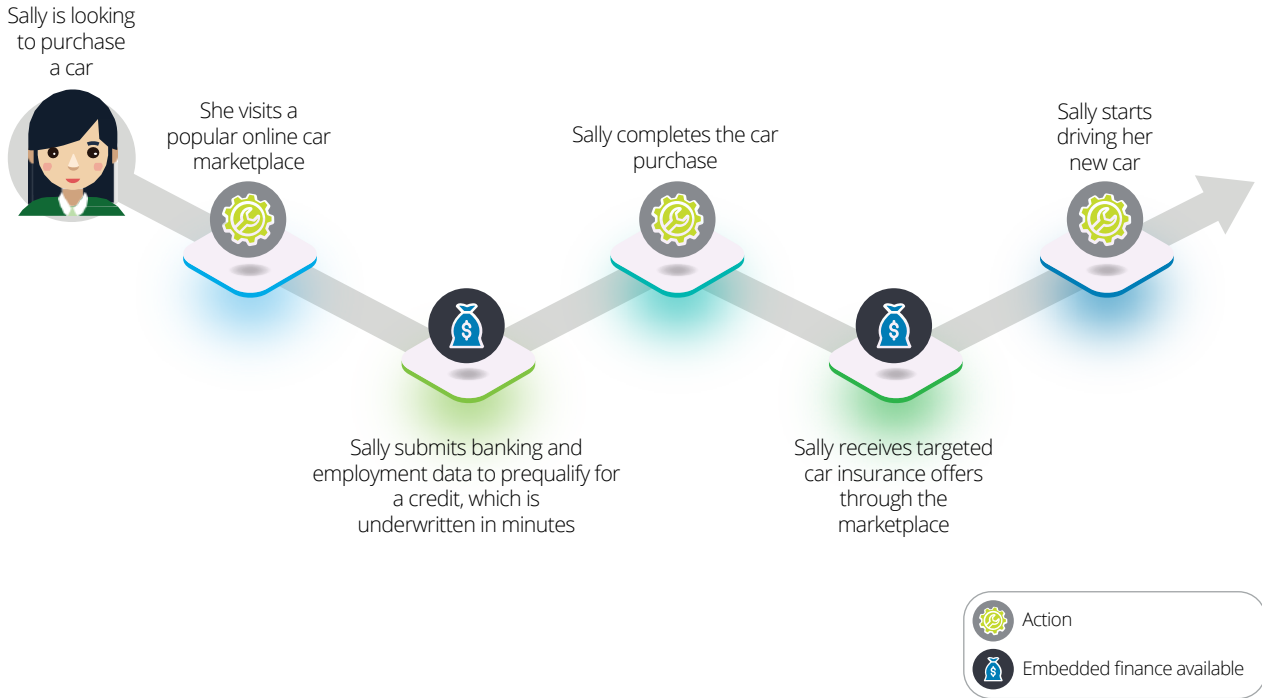 Sally is looking
to purchase
a car
She visits a
popular online car
marketplace
Sally submits banking and
employment data to prequalify for
a credit, which is
underwritten in minutes
Sally completes the car
purchase
Sally receives targeted
car insurance offers
through the
marketplace
Sally starts
driving her
new car
$
$
Action
Embedded finance available
$